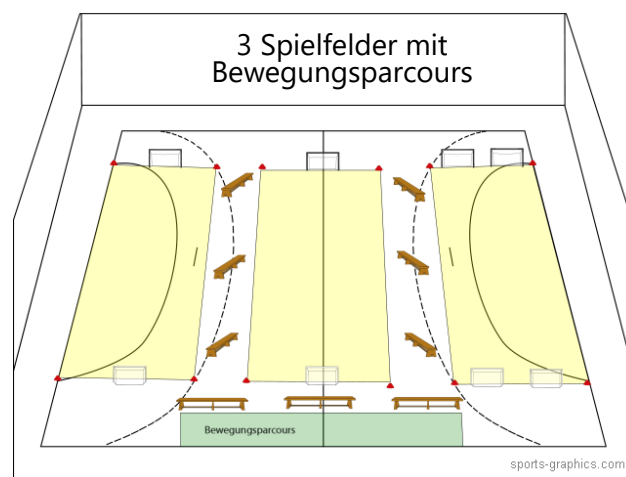 3 Spielfelder mit
Bewegungsparcours
Bewegungsparcours
sports-graphics.com